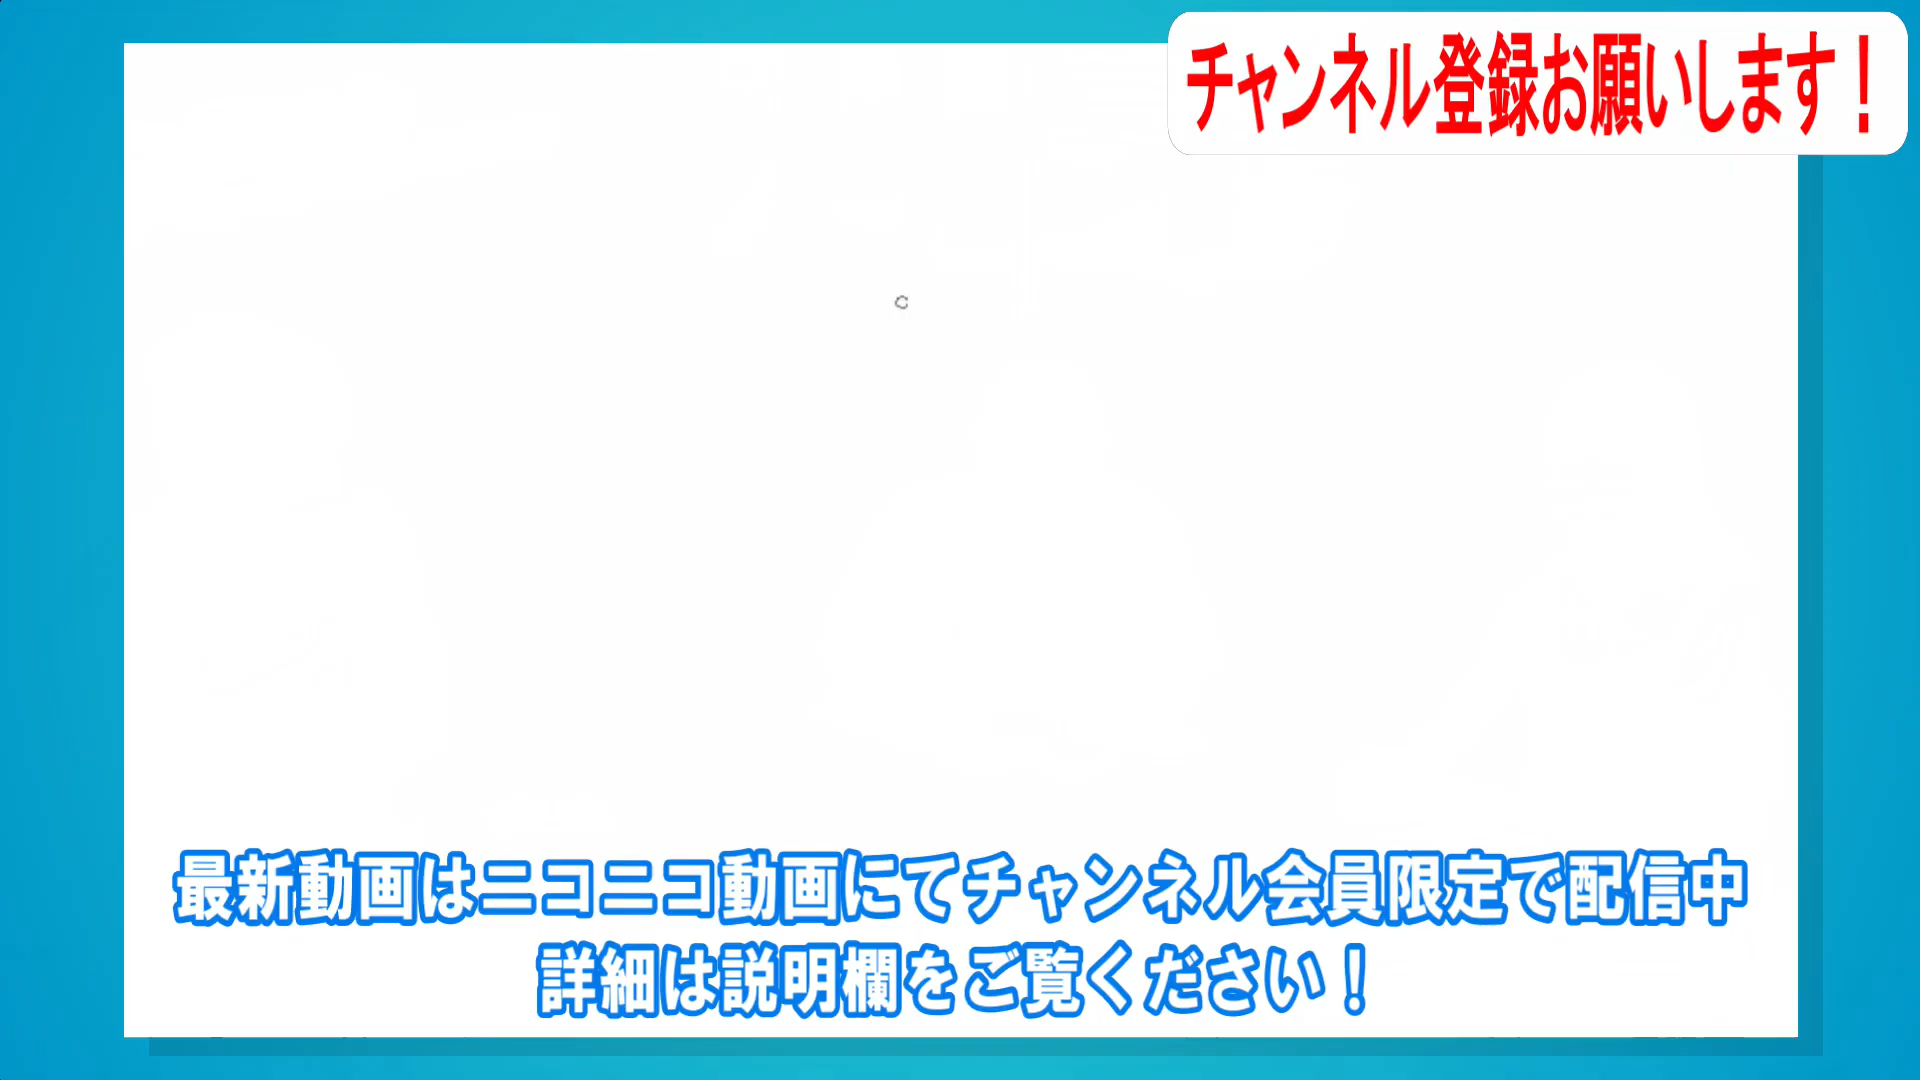 チャンネル登録お願いします！
最新動画はニコニコ動画にてチャンネル会員限定で配信中
詳細は説明欄をご覧ください！